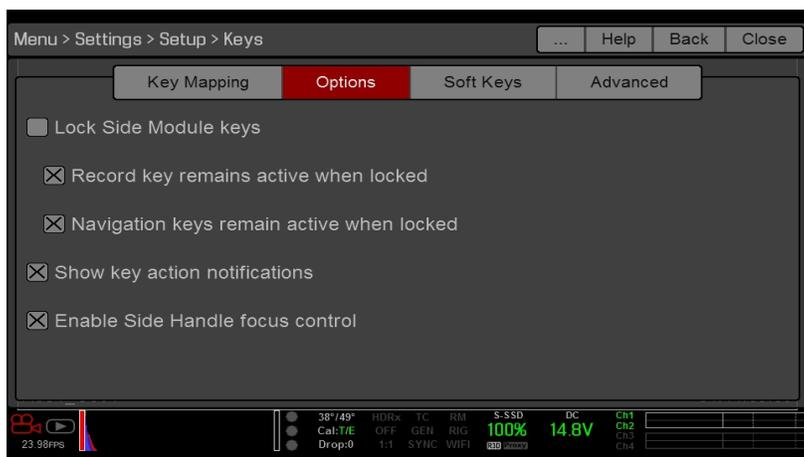 Menu > Settings > Setup > Keys ... Help Back Close
Key Mapping Options Soft Keys Advanced
Lock Side Module keys
Record key remains active when locked
Navigation keys remain active when locked
Show key action notifications
Enable Side Handle focus control
38°/49° HDRx TC RM S-SSD DC Ch1
Cal:T/E OFF GEN RIG 100% 14.8V Ch2
Ch3
23.98FPS Drop:0 1:1 SYNC WIFI R3D Proxy Ch4